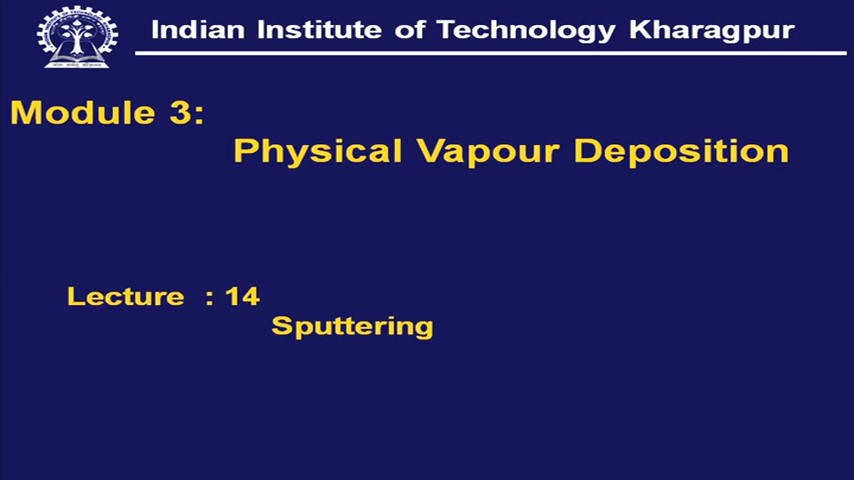 Indian Institute of Technology Kharagpur
Module 3:
Physical Vapour Deposition
Lecture : 14
Sputtering